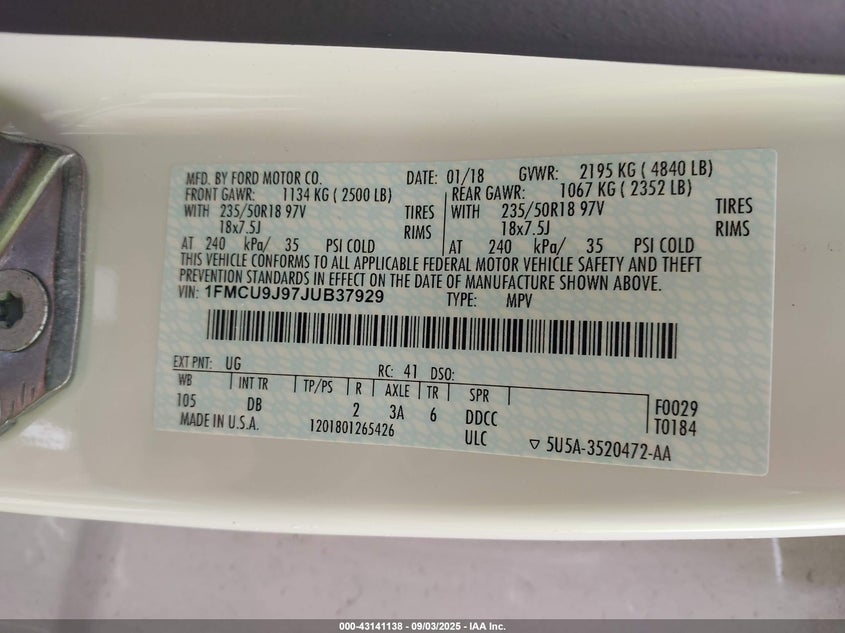 MFD. BY FORD MOTOR CO. DATE: 01/18 GVWR: 2195 KG ( 4840 LB)
FRONT GAWR: 1134 KG ( 2500 LB) REAR GAWR: 1067 KG ( 2352 LB)
WITH 235/50R18 97V TIRES WITH 235/50R18 97V TIRES
18x7.5J RIMS 18x7.5J RIMS
AT 240 kPa/ 35 PSI COLD AT 240 kPa/ 35 PSI COLD
THIS VEHICLE CONFORMS TO ALL APPLICABLE FEDERAL MOTOR VEHICLE SAFETY AND THEFT
PREVENTION STANDARDS IN EFFECT ON THE DATE OF MANUFACTURE SHOWN ABOVE.
VIN: 1FMCU9J97JUB37929 TYPE: MPV
EXT PNT: UG RC: 41 DSO:
WB INT TR TP/PS R AXLE TR SPR
105 DB 2 3A 6 DDCC F0029
MADE IN U.S.A. 1201801265426 ULC T0184
▽ 5U5A-3520472-AA
000-43141138 - 09/03/2025 - IAA Inc.